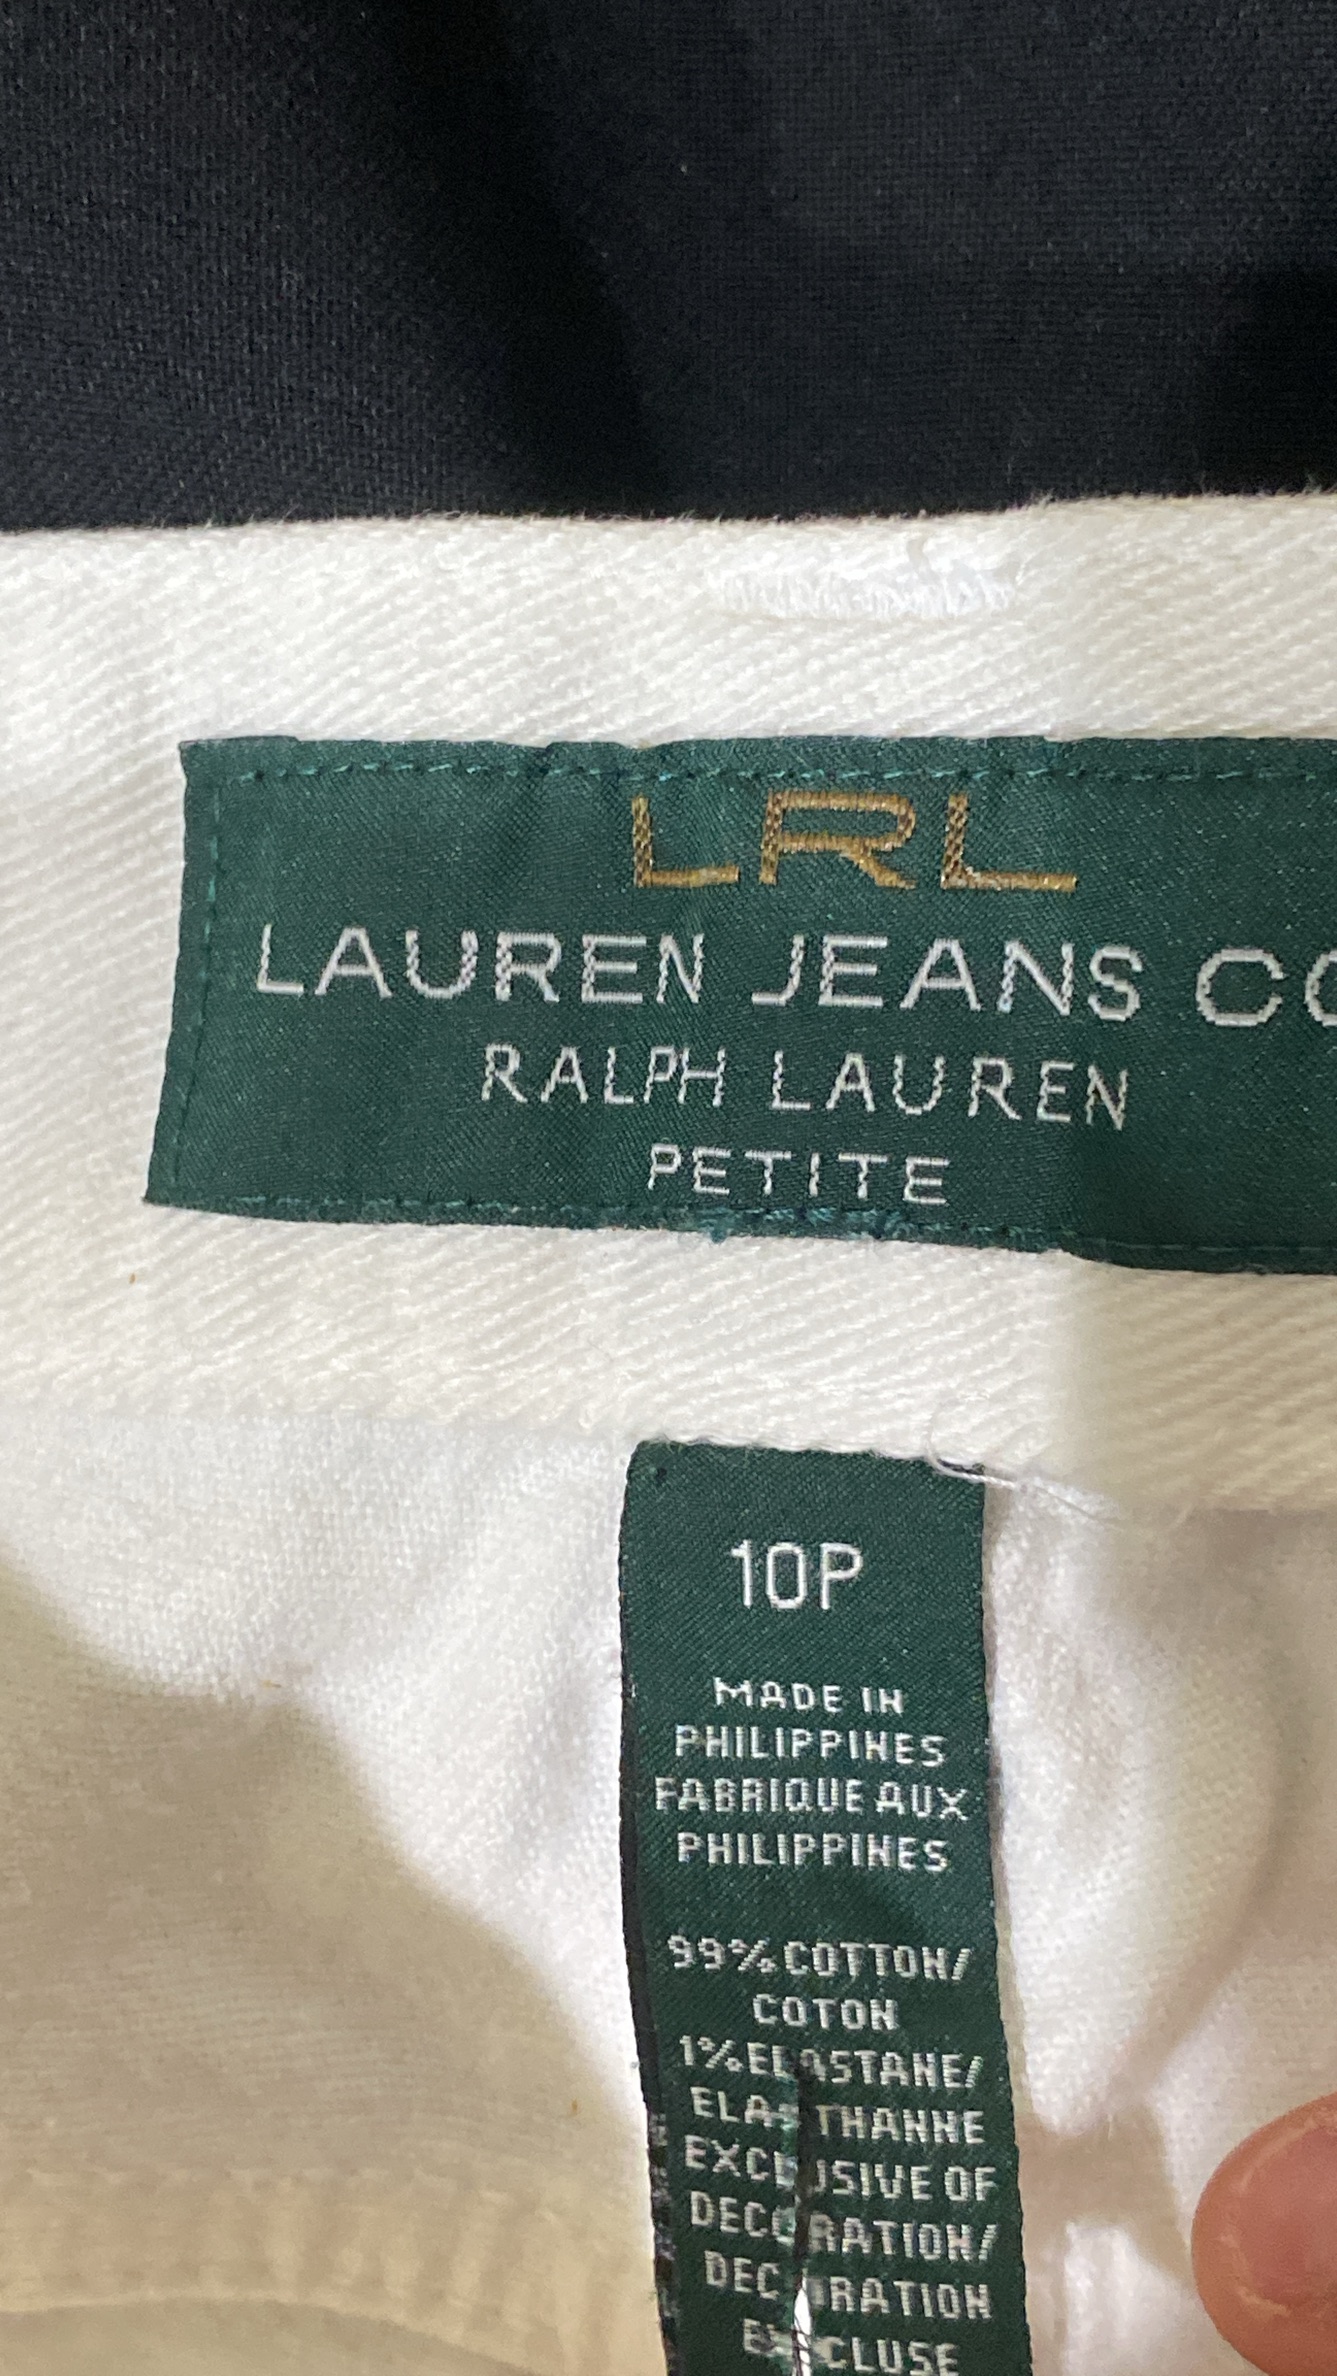 LRL
LAUREN JEANS CO
RALPH LAUREN
PETITE
10P
MADE IN
PHILIPPINES
FABRIQUE AUX
PHILIPPINES
99% COTTON/
COTON
1% ELASTANE/
ELASTHANNE
EXCLUSIVE OF
DECORATION/
DECORATION
EXCLUSE